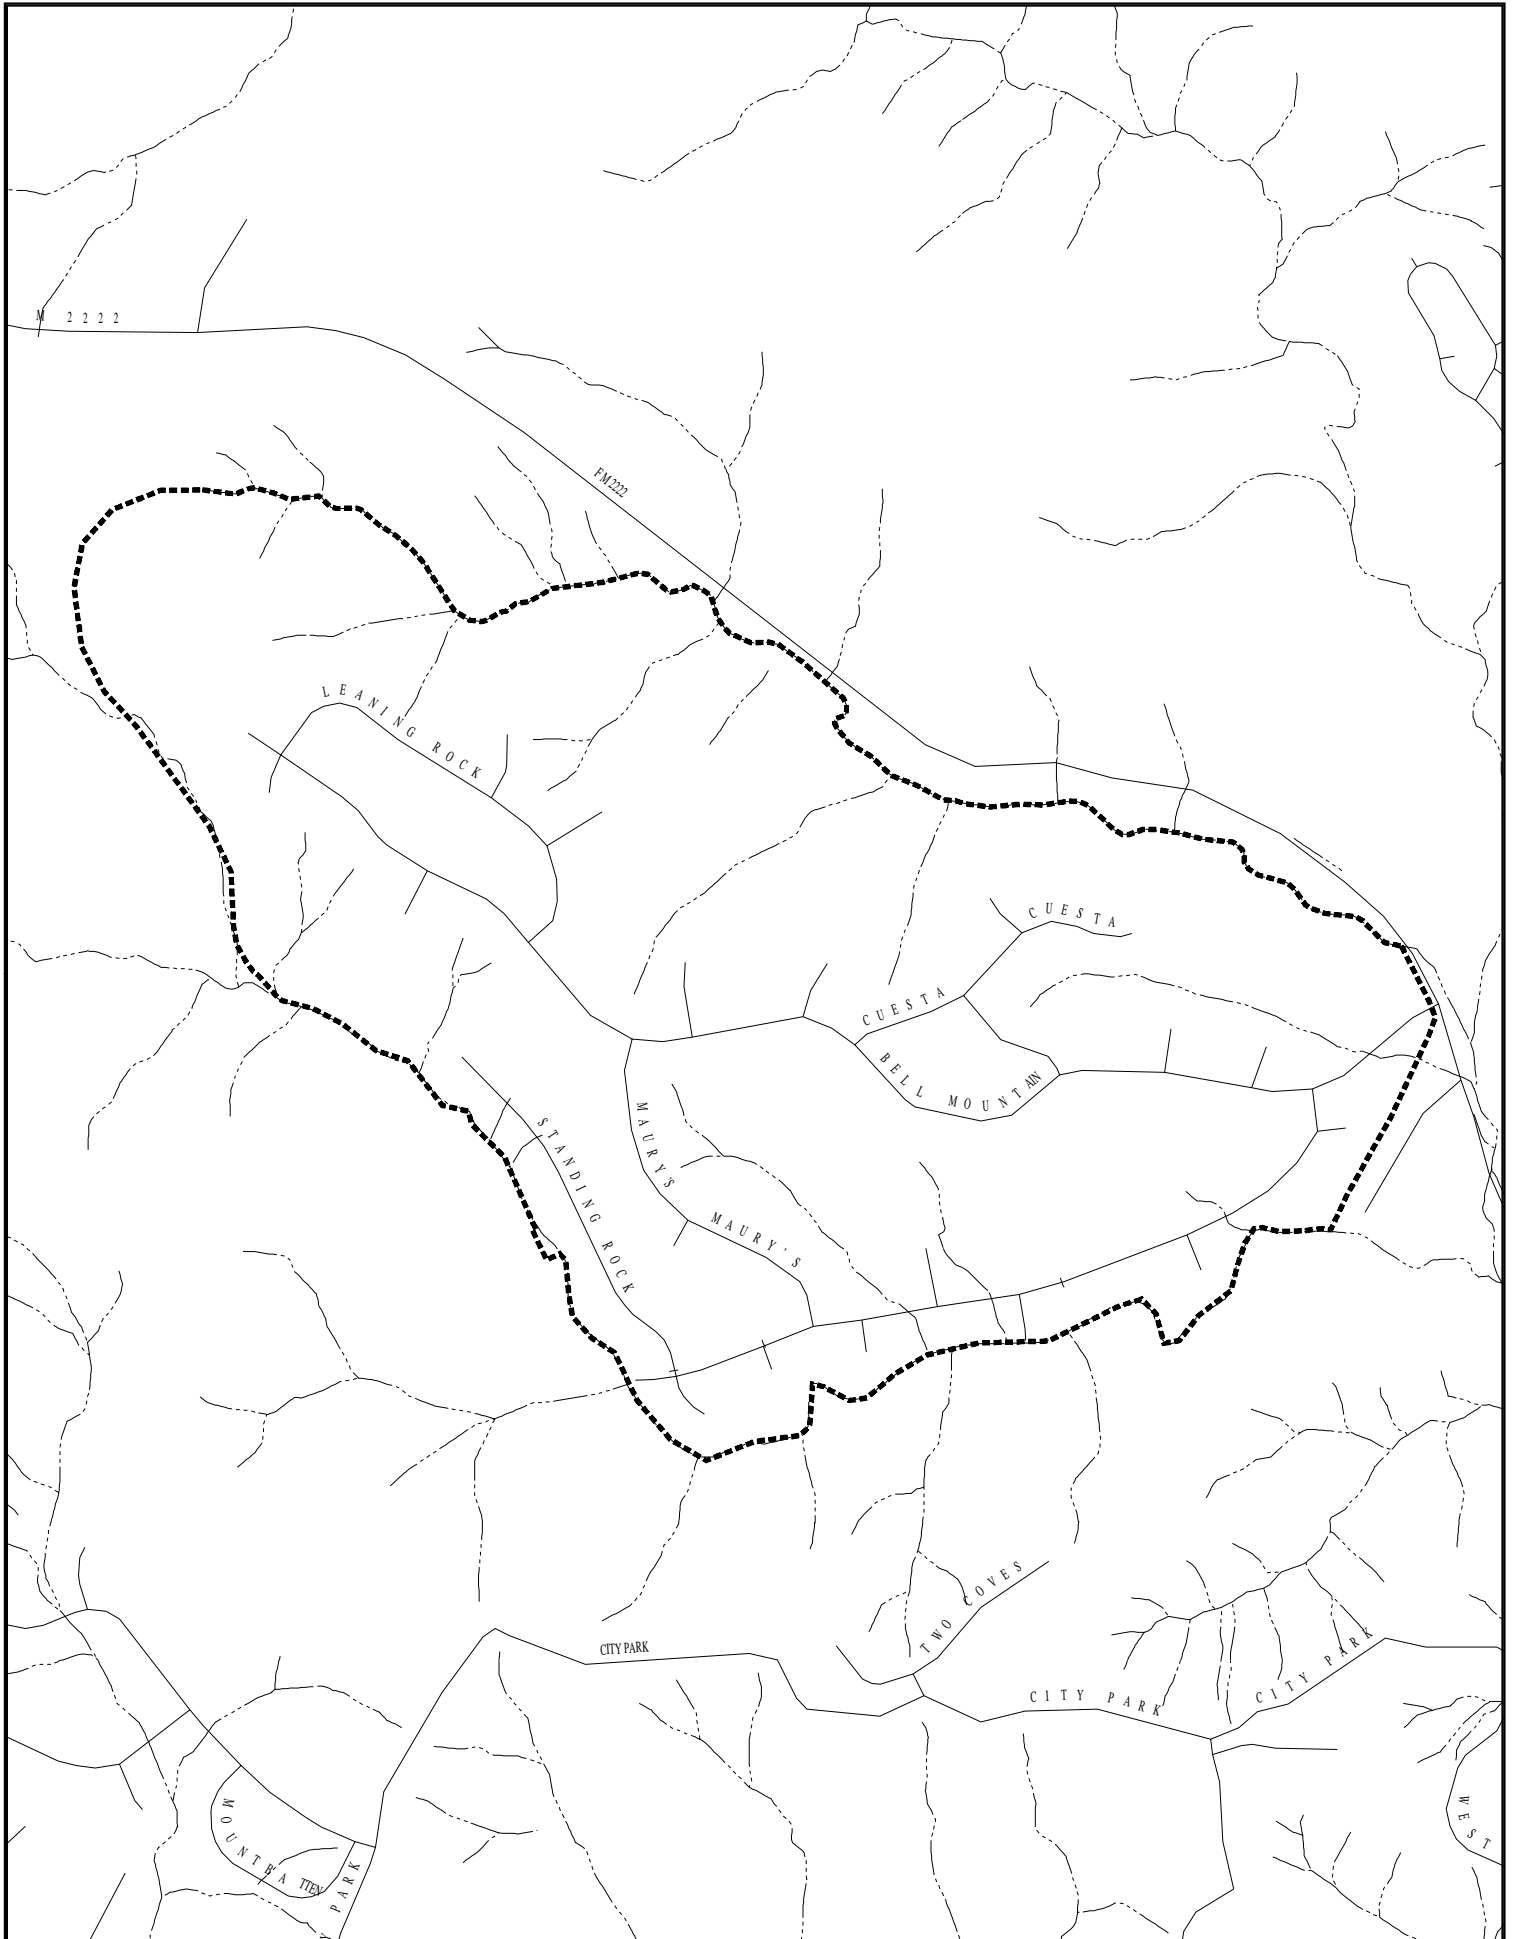 M 2222
FM 2222
LEANING ROCK
CUESTA
CUESTA
BELL MOUNTAIN
MAURY'S
STANDING ROCK
MAURY'S
TWO COVES
CITY PARK
CITY PARK
CITY PARK
WEST
MOUNTBATTEN
Y PARK